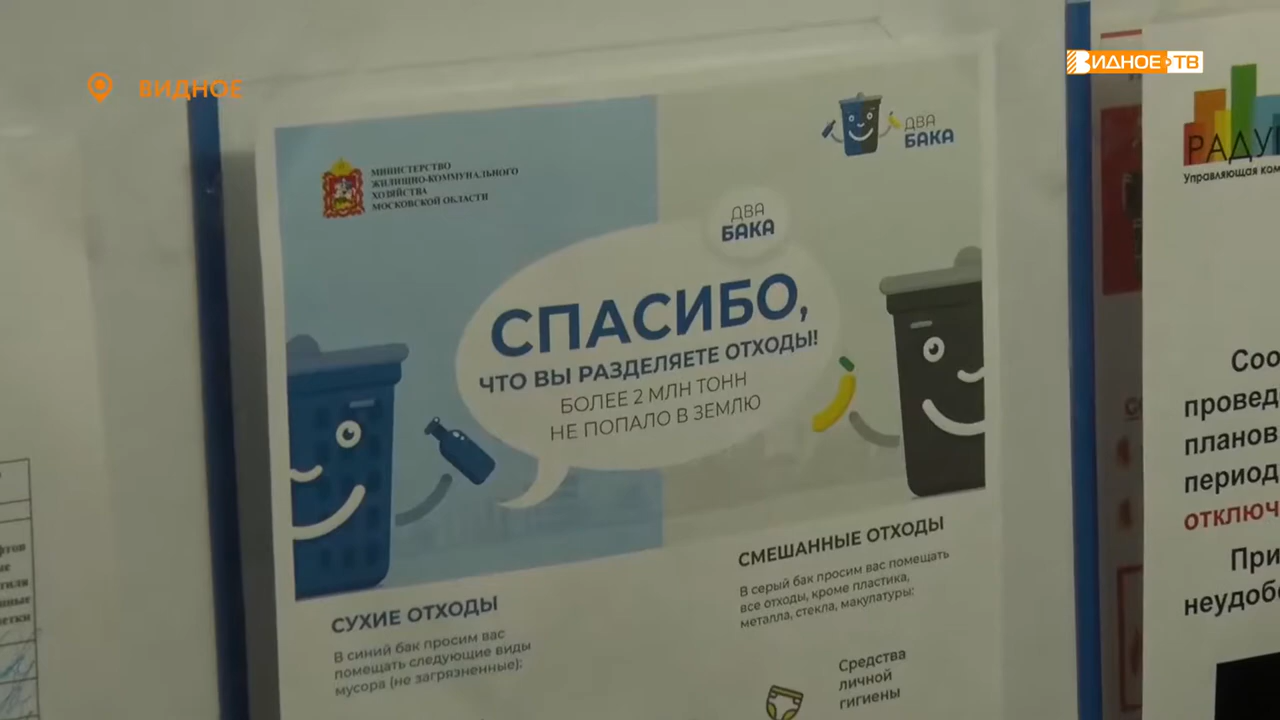 ВИДНОЕ
ВИДНОЕ ТВ
МИНИСТЕРСТВО
ЖИЛИЩНО-КОММУНАЛЬНОГО
ХОЗЯЙСТВА
МОСКОВСКОЙ ОБЛАСТИ
ДВА
БАКА
ДВА
БАКА
СПАСИБО,
ЧТО ВЫ РАЗДЕЛЯЕТЕ ОТХОДЫ!
БОЛЕЕ 2 МЛН ТОНН
НЕ ПОПАЛО В ЗЕМЛЮ
СУХИЕ ОТХОДЫ
В синий бак просим вас
помещать следующие виды
мусора (не загрязненные):
СМЕШАННЫЕ ОТХОДЫ
В серый бак просим вас помещать
все отходы, кроме пластика,
металла, стекла, макулатуры:
Средства
личной
гигиены
РАДУ
Управляющая ком
Соо
провед
планов
период
отключ
При
неудобс